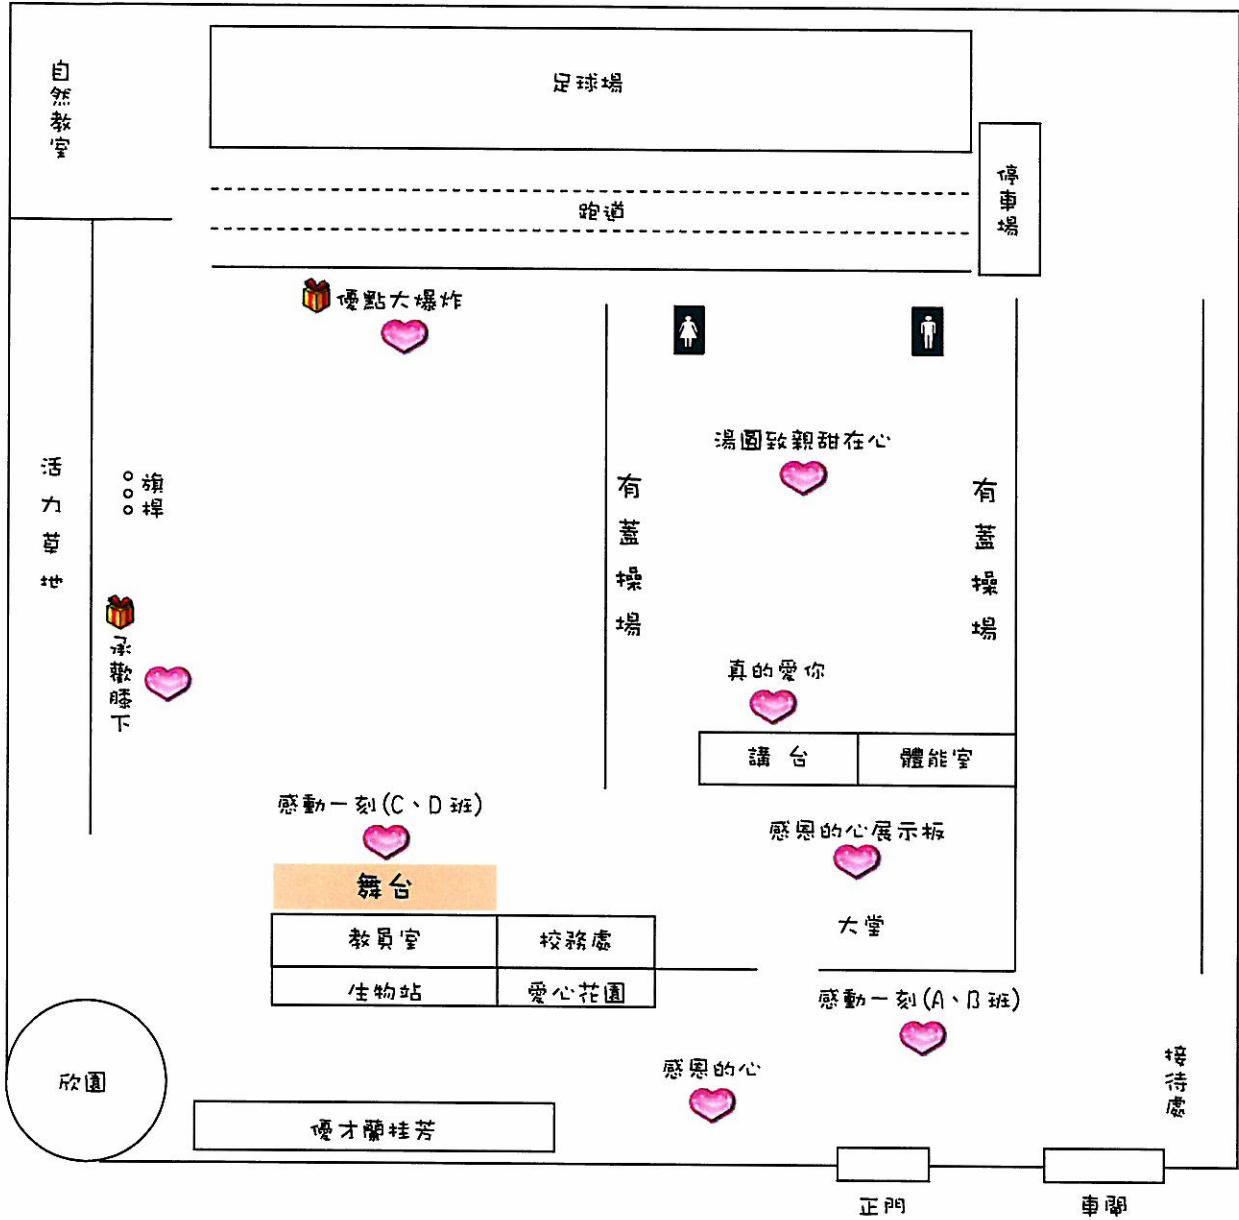 自然教室
足球場
停車場
跑道
優點大爆炸
湯圓致親甜在心
活力草地
旗桿
有蓋操場
有蓋操場
承歡膝下
真的愛你
講台
體能室
感動一刻(C、D班)
感恩的心展示板
舞台
大堂
教員室
校務處
生物站
愛心花園
感動一刻(A、B班)
感恩的心
接待處
欣園
優才蘭桂芳
正門
車閘